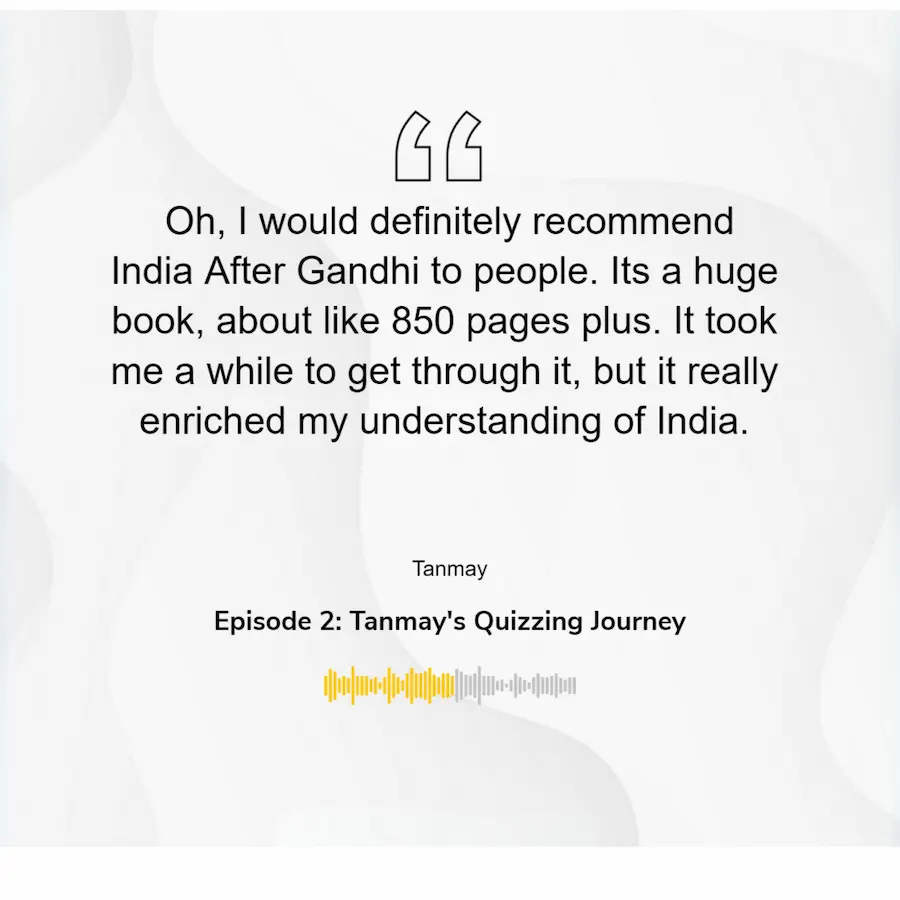 Oh, I would definitely recommend
India After Gandhi to people. Its a huge
book, about like 850 pages plus. It took
me a while to get through it, but it really
enriched my understanding of India.
Tanmay
Episode 2: Tanmay's Quizzing Journey